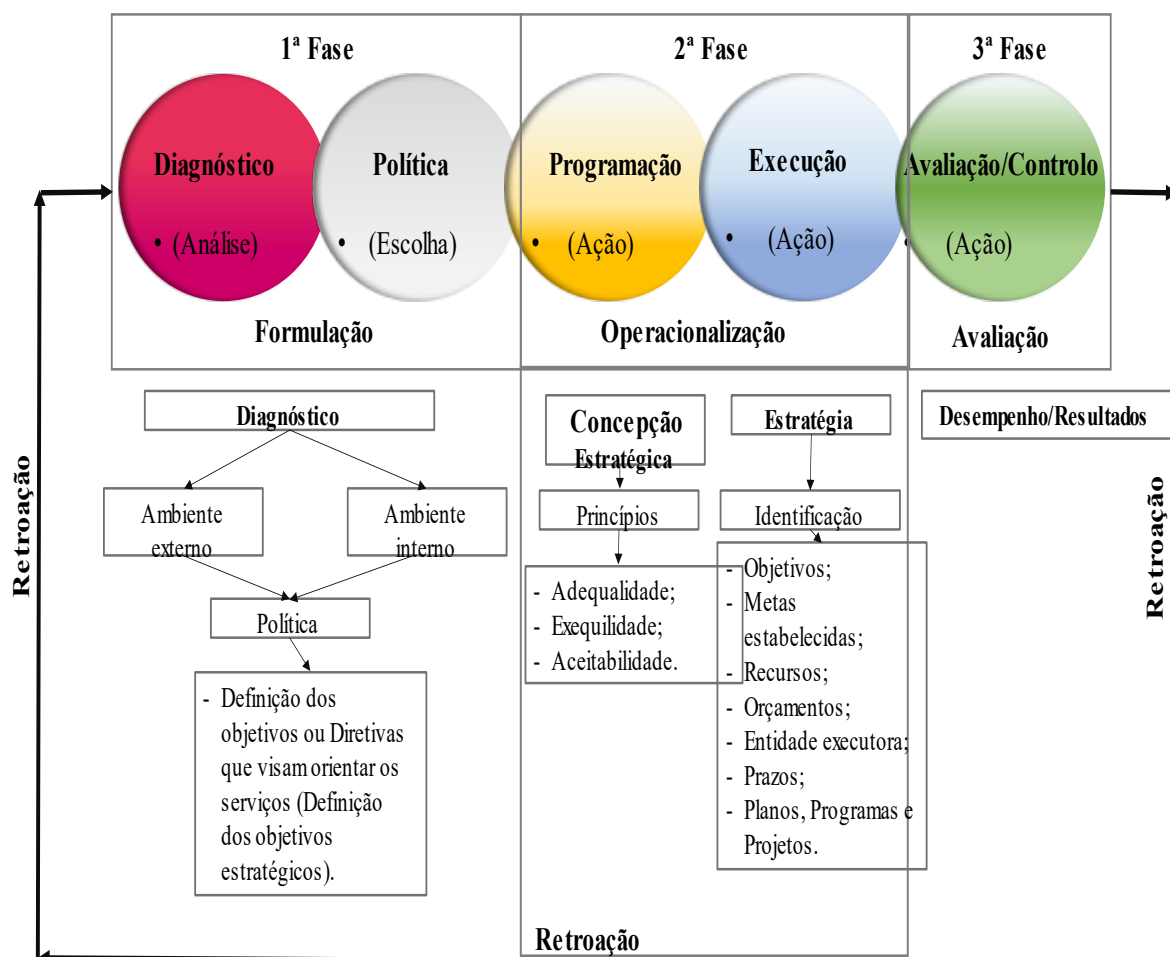 1ª Fase
2ª Fase
3ª Fase
Diagnóstico
• (Análise)
Política
• (Escolha)
Programação
• (Ação)
Execução
• (Ação)
Avaliação/Controlo
• (Ação)
Formulação
Operacionalização
Avaliação
Diagnóstico
Ambiente
externo
Ambiente
interno
Política
- Definição dos
objetivos ou Diretivas
que visam orientar os
serviços (Definição
dos objetivos
estratégicos).
Concepção
Estratégica
Princípios
- Adequalidade;
- Exequilidade;
- Aceitabilidade.
Estratégia
Identificação
- Objetivos;
- Metas
estabelecidas;
- Recursos;
- Orçamentos;
- Entidade executora;
- Prazos;
- Planos, Programas e
Projetos.
Desempenho/Resultados
Retroação
Retroação
Retroação